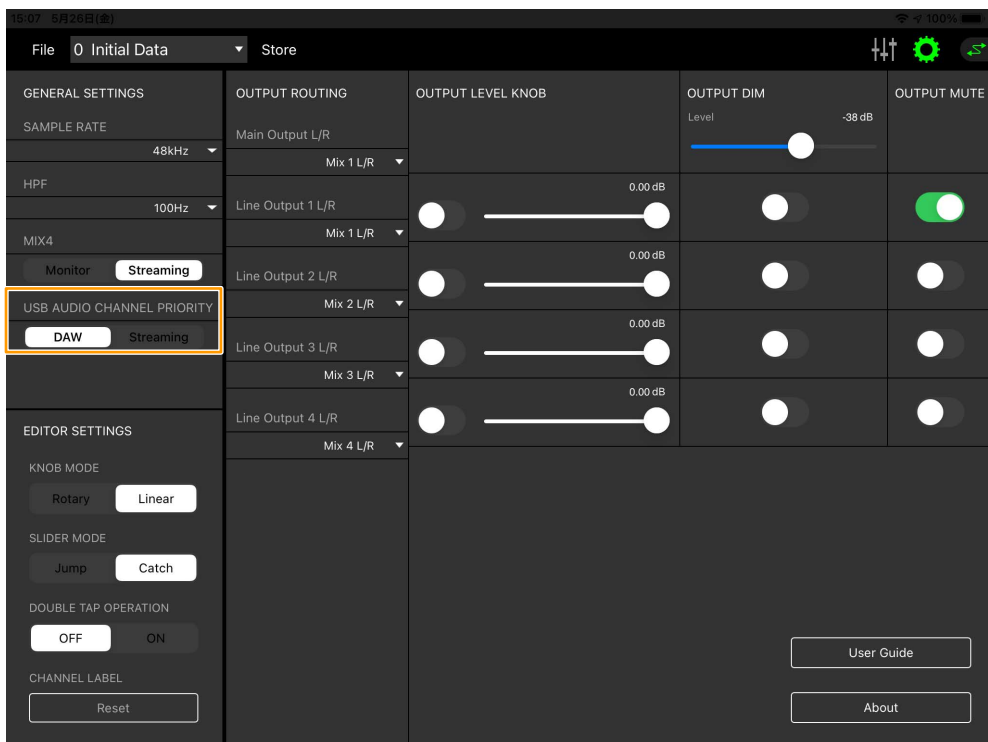 15:07 5月26日(金)
100%
File 0 Initial Data Store
GENERAL SETTINGS
SAMPLE RATE
48kHz
HPF
100Hz
MIX4
Monitor Streaming
USB AUDIO CHANNEL PRIORITY
DAW Streaming
EDITOR SETTINGS
KNOB MODE
Rotary Linear
SLIDER MODE
Jump Catch
DOUBLE TAP OPERATION
OFF ON
CHANNEL LABEL
Reset
OUTPUT ROUTING
Main Output L/R
Mix 1 L/R
Line Output 1 L/R
Mix 1 L/R
Line Output 2 L/R
Mix 2 L/R
Line Output 3 L/R
Mix 3 L/R
Line Output 4 L/R
Mix 4 L/R
OUTPUT LEVEL KNOB
0.00 dB
0.00 dB
0.00 dB
0.00 dB
OUTPUT DIM
Level -38 dB
OUTPUT MUTE
User Guide
About